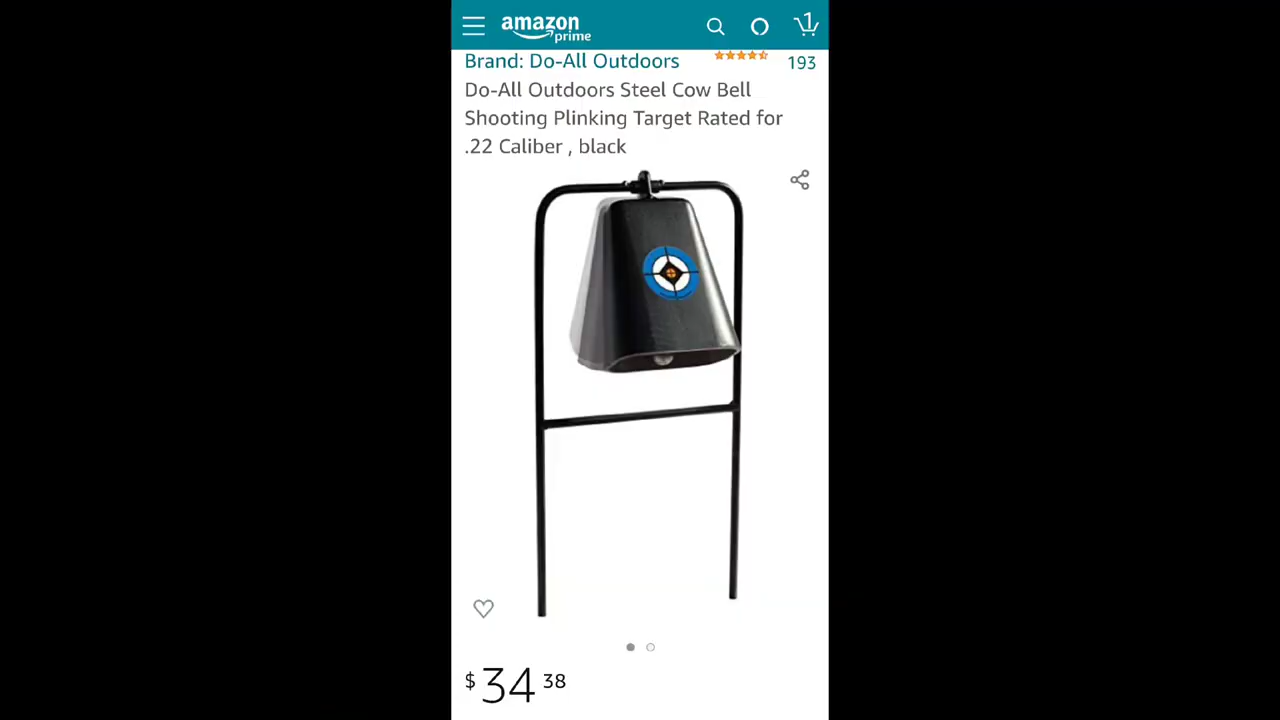 amazon
prime
1
Brand: Do-All Outdoors
193
Do-All Outdoors Steel Cow Bell
Shooting Plinking Target Rated for
.22 Caliber , black
$34 38